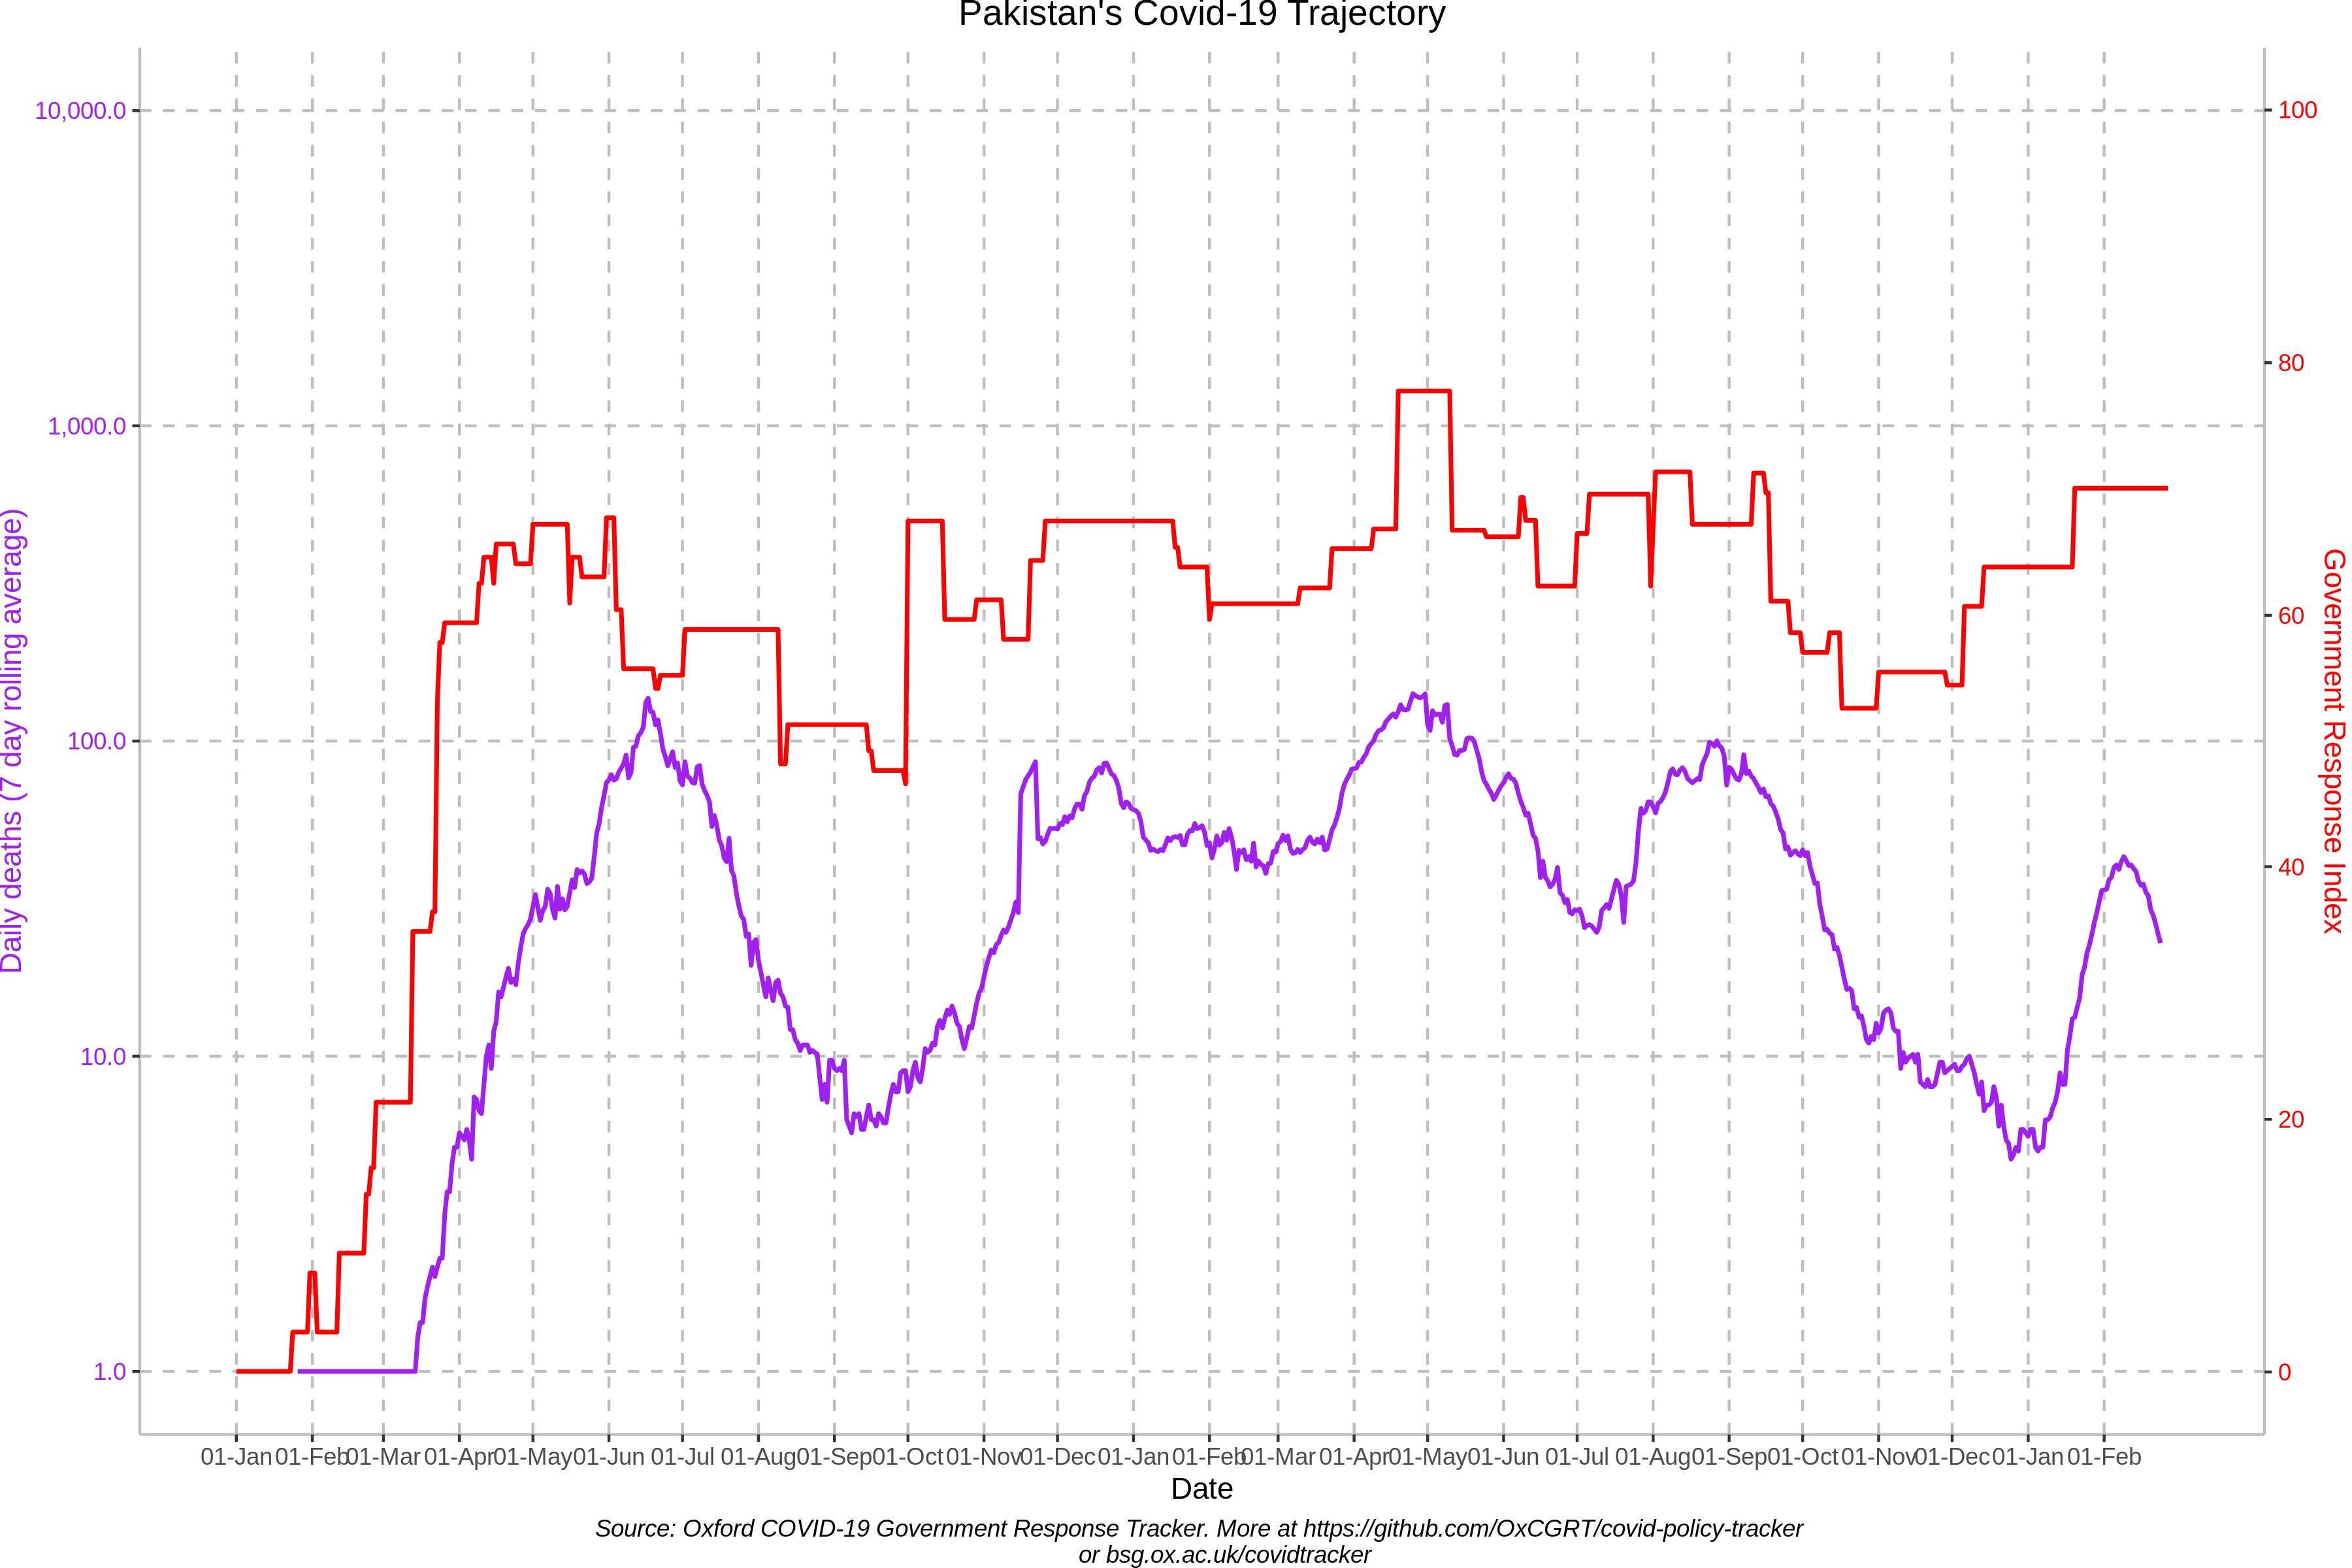 Pakistan's Covid-19 Trajectory
10,000.0
1,000.0
100.0
10.0
1.0
Daily deaths (7 day rolling average)
100
80
60
40
20
0
Government Response Index
01-Jan 01-Feb 01-Mar 01-Apr 01-May 01-Jun 01-Jul 01-Aug 01-Sep 01-Oct 01-Nov 01-Dec 01-Jan 01-Feb 01-Mar 01-Apr 01-May 01-Jun 01-Jul 01-Aug 01-Sep 01-Oct 01-Nov 01-Dec 01-Jan 01-Feb
Date
Source: Oxford COVID-19 Government Response Tracker. More at https://github.com/OxCGRT/covid-policy-tracker
or bsg.ox.ac.uk/covidtracker